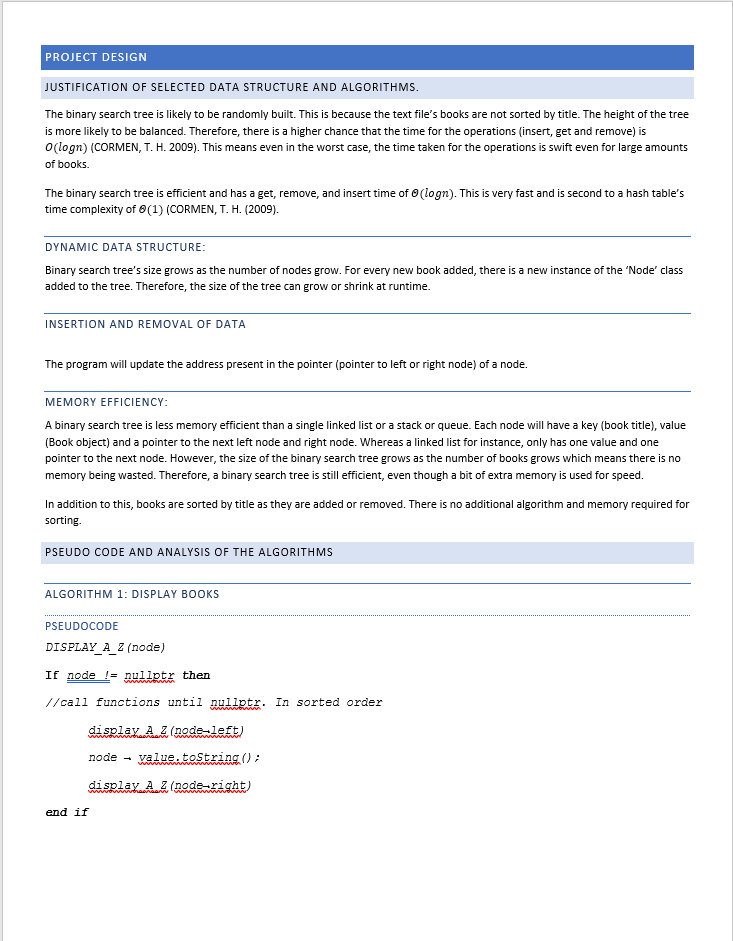 PROJECT DESIGN
JUSTIFICATION OF SELECTED DATA STRUCTURE AND ALGORITHMS.
The binary search tree is likely to be randomly built. This is because the text file's books are not sorted by title. The height of the tree
is more likely to be balanced. Therefore, there is a higher chance that the time for the operations (insert, get and remove) is
O(logn) (CORMEN, T. H. 2009). This means even in the worst case, the time taken for the operations is swift even for large amounts
of books.
The binary search tree is efficient and has a get, remove, and insert time of Θ(logn). This is very fast and is second to a hash table's
time complexity of Θ(1) (CORMEN, T. H. (2009).
DYNAMIC DATA STRUCTURE:
Binary search tree's size grows as the number of nodes grow. For every new book added, there is a new instance of the 'Node' class
added to the tree. Therefore, the size of the tree can grow or shrink at runtime.
INSERTION AND REMOVAL OF DATA
The program will update the address present in the pointer (pointer to left or right node) of a node.
MEMORY EFFICIENCY:
A binary search tree is less memory efficient than a single linked list or a stack or queue. Each node will have a key (book title), value
(Book object) and a pointer to the next left node and right node. Whereas a linked list for instance, only has one value and one
pointer to the next node. However, the size of the binary search tree grows as the number of books grows which means there is no
memory being wasted. Therefore, a binary search tree is still efficient, even though a bit of extra memory is used for speed.
In addition to this, books are sorted by title as they are added or removed. There is no additional algorithm and memory required for
sorting.
PSEUDO CODE AND ANALYSIS OF THE ALGORITHMS
ALGORITHM 1: DISPLAY BOOKS
PSEUDOCODE
DISPLAY_A_Z(node)
If node != nullptr then
//call functions until nullptr. In sorted order
display_A_Z(node→left)
node → value.toString();
display_A_Z(node→right)
end if